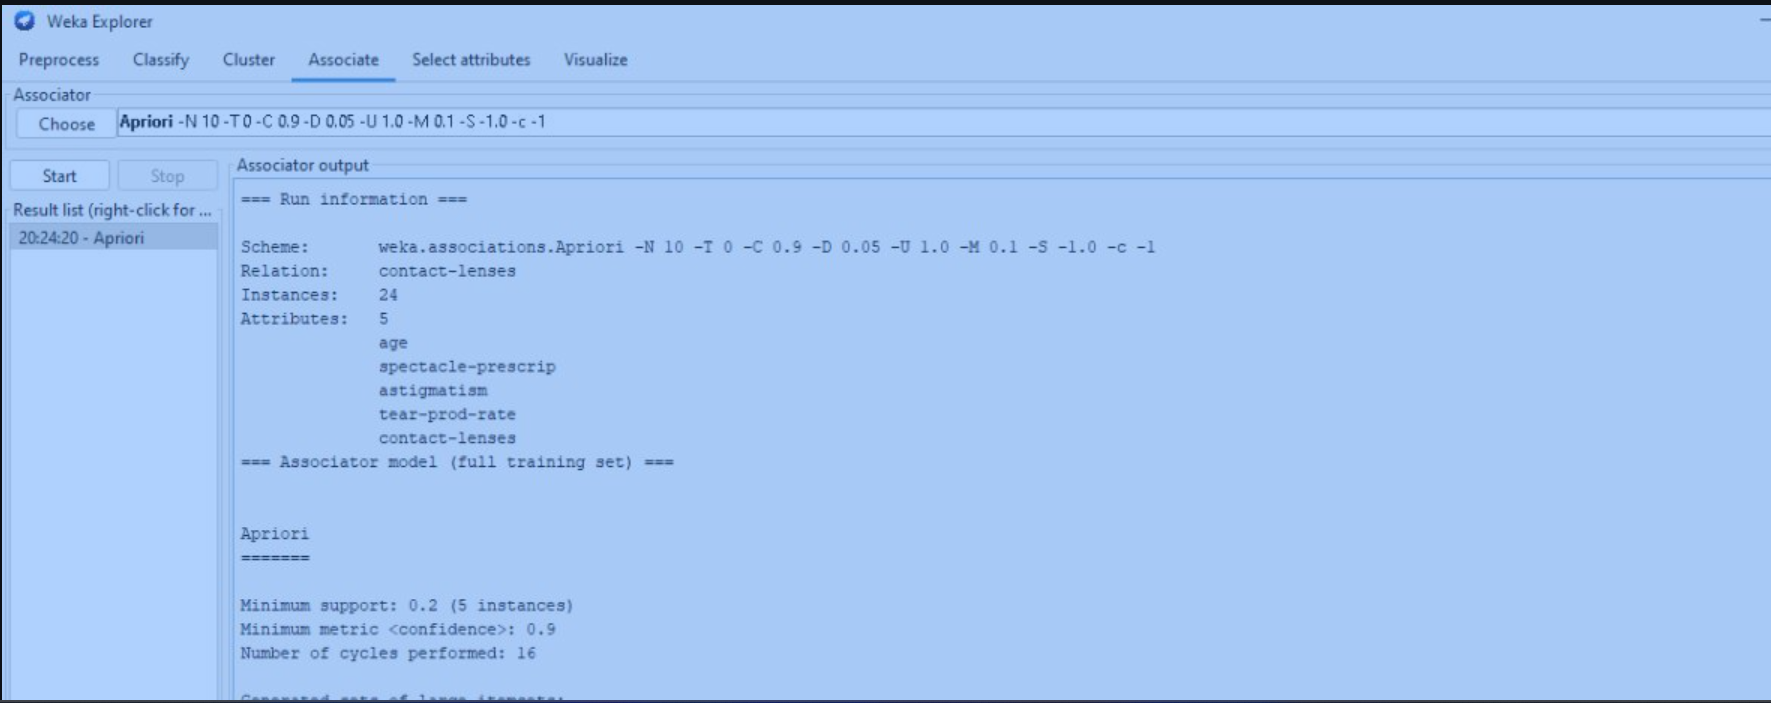 Weka Explorer
Preprocess Classify Cluster Associate Select attributes Visualize
Associator
Choose Apriori -N 10 -T 0 -C 0.9 -D 0.05 -U 1.0 -M 0.1 -S -1.0 -c -1
Start Stop Associator output
Result list (right-click for ...
20:24:20 - Apriori
=== Run information ===
Scheme: weka.associations.Apriori -N 10 -T 0 -C 0.9 -D 0.05 -U 1.0 -M 0.1 -S -1.0 -c -1
Relation: contact-lenses
Instances: 24
Attributes: 5
age
spectacle-prescrip
astigmatism
tear-prod-rate
contact-lenses
=== Associator model (full training set) ===
Apriori
=======
Minimum support: 0.2 (5 instances)
Minimum metric <confidence>: 0.9
Number of cycles performed: 16
Generated sets of large itemsets: